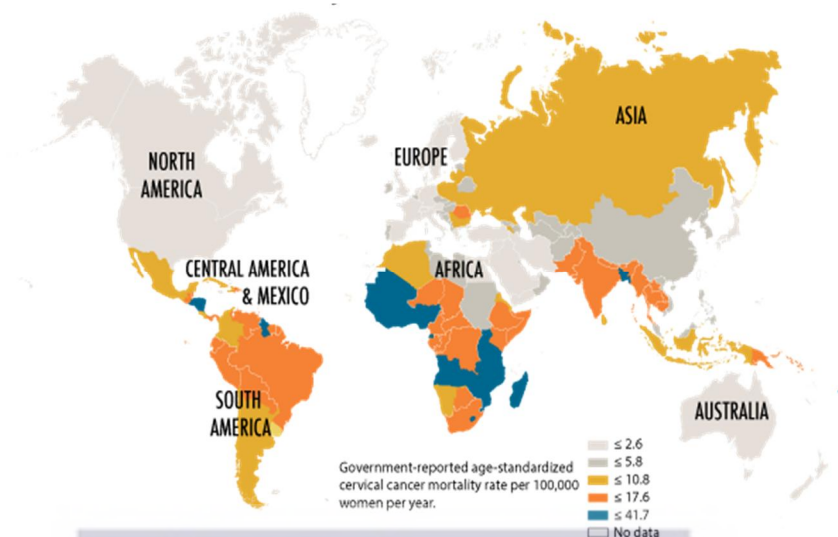 NORTH
AMERICA
EUROPE
ASIA
CENTRAL AMERICA
& MEXICO
AFRICA
SOUTH
AMERICA
AUSTRALIA
Government-reported age-standardized
cervical cancer mortality rate per 100,000
women per year.
≤ 2.6
≤ 5.8
≤ 10.8
≤ 17.6
≤ 41.7
No data